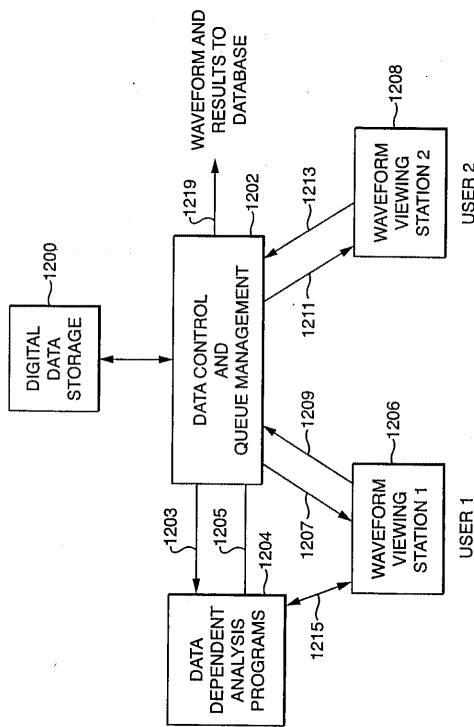 1200
DIGITAL
DATA
STORAGE
1219
WAVEFORM AND
RESULTS TO
DATABASE
1202
DATA CONTROL
AND
QUEUE MANAGEMENT
1203
1205
1204
DATA
DEPENDENT
ANALYSIS
PROGRAMS
1215
1207
1209
1206
WAVEFORM
VIEWING
STATION 1
USER 1
1211
1213
1208
WAVEFORM
VIEWING
STATION 2
USER 2